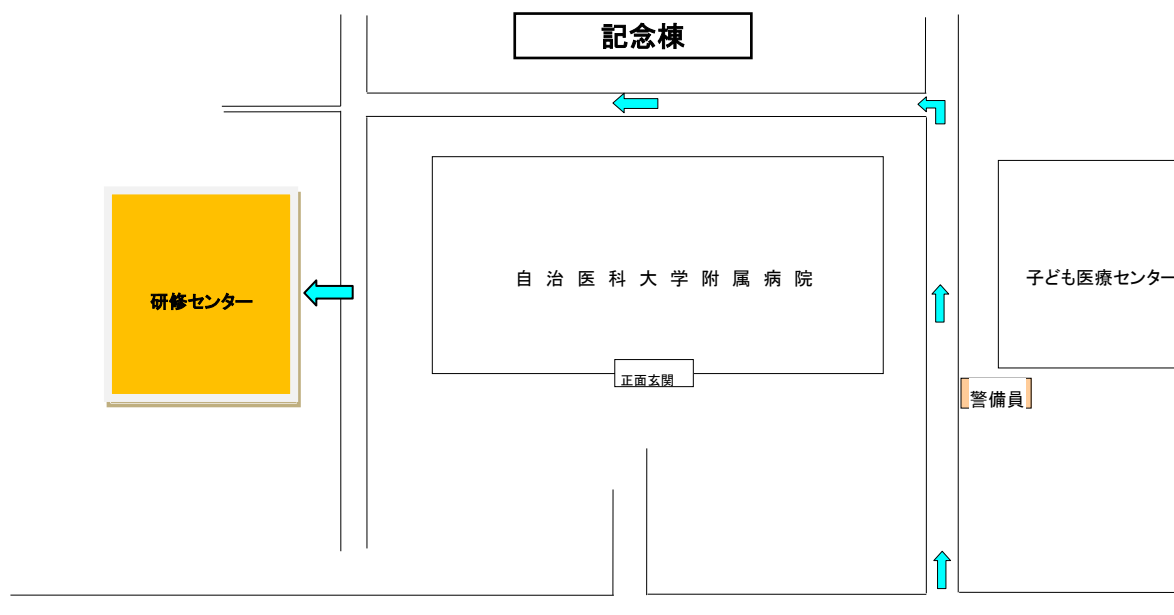 記念棟
自治医科大学附属病院
子ども医療センター
研修センター
正面玄関
警備員